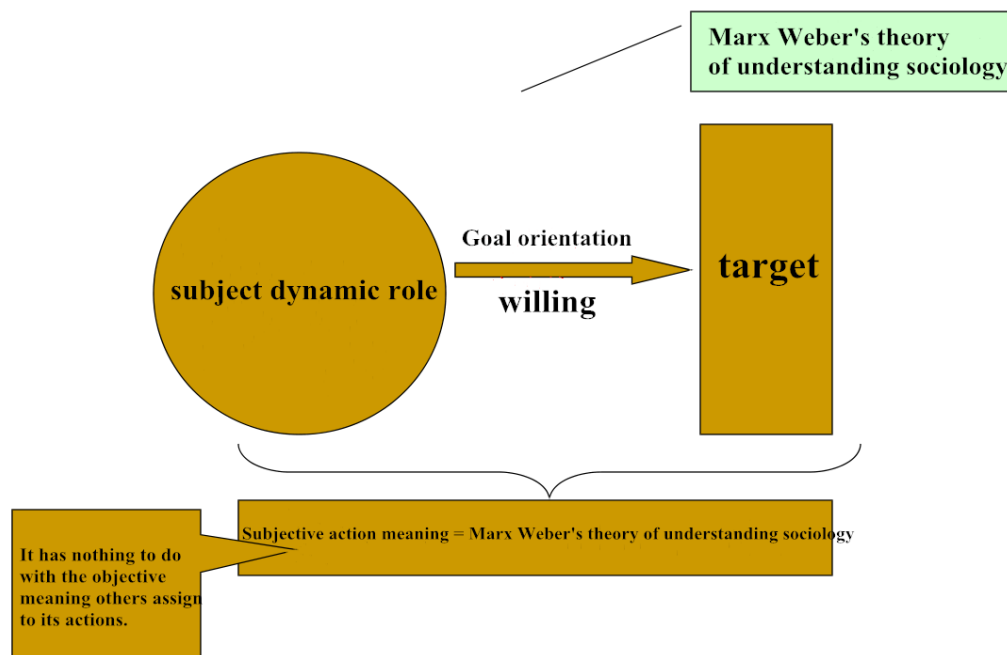 Marx Weber's theory
of understanding sociology
Goal orientation
subject dynamic role
willing
target
Subjective action meaning = Marx Weber's theory of understanding sociology
It has nothing to do
with the objective
meaning others assign
to its actions.